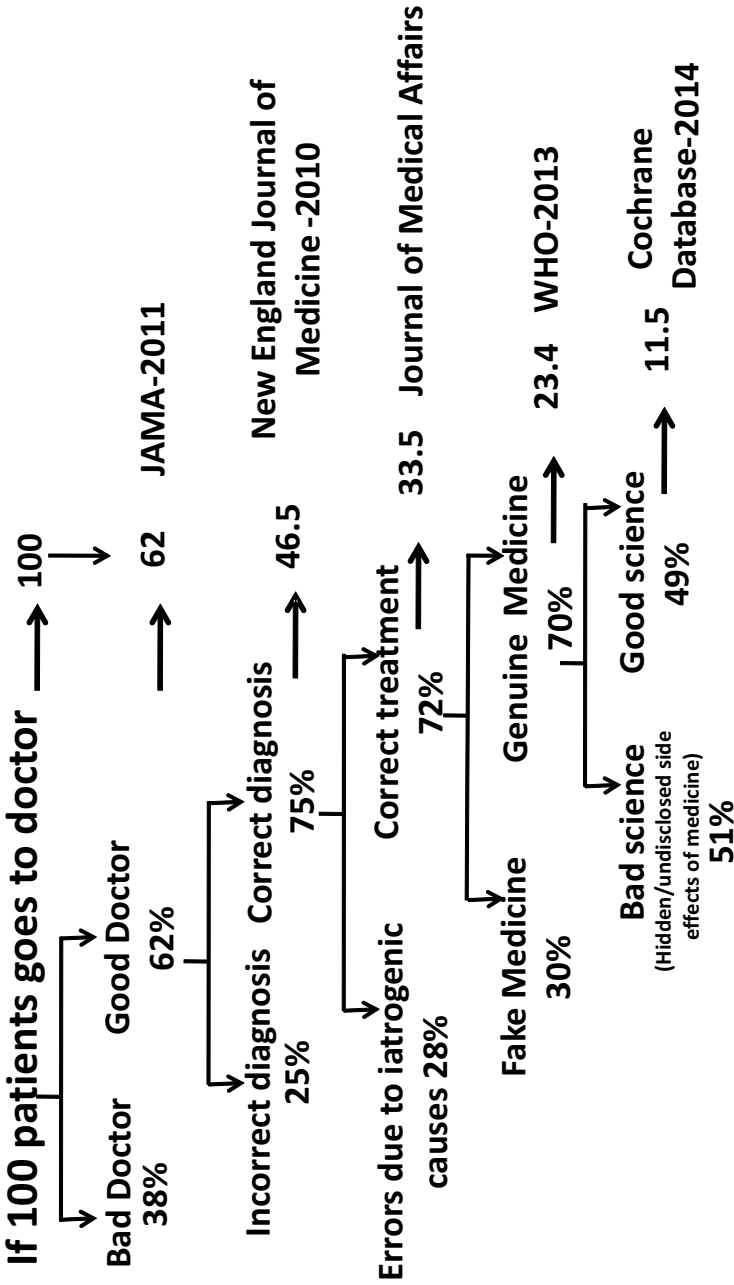 If 100 patients goes to doctor
100
Bad Doctor
38%
Good Doctor
62%
62
JAMA-2011
Incorrect diagnosis
25%
Correct diagnosis
75%
46.5
New England Journal of
Medicine -2010
Errors due to iatrogenic
causes 28%
Correct treatment
72%
33.5
Journal of Medical Affairs
Fake Medicine
30%
Genuine Medicine
70%
23.4
WHO-2013
Bad science
(Hidden/undisclosed side
effects of medicine)
51%
Good science
49%
11.5
Cochrane
Database-2014